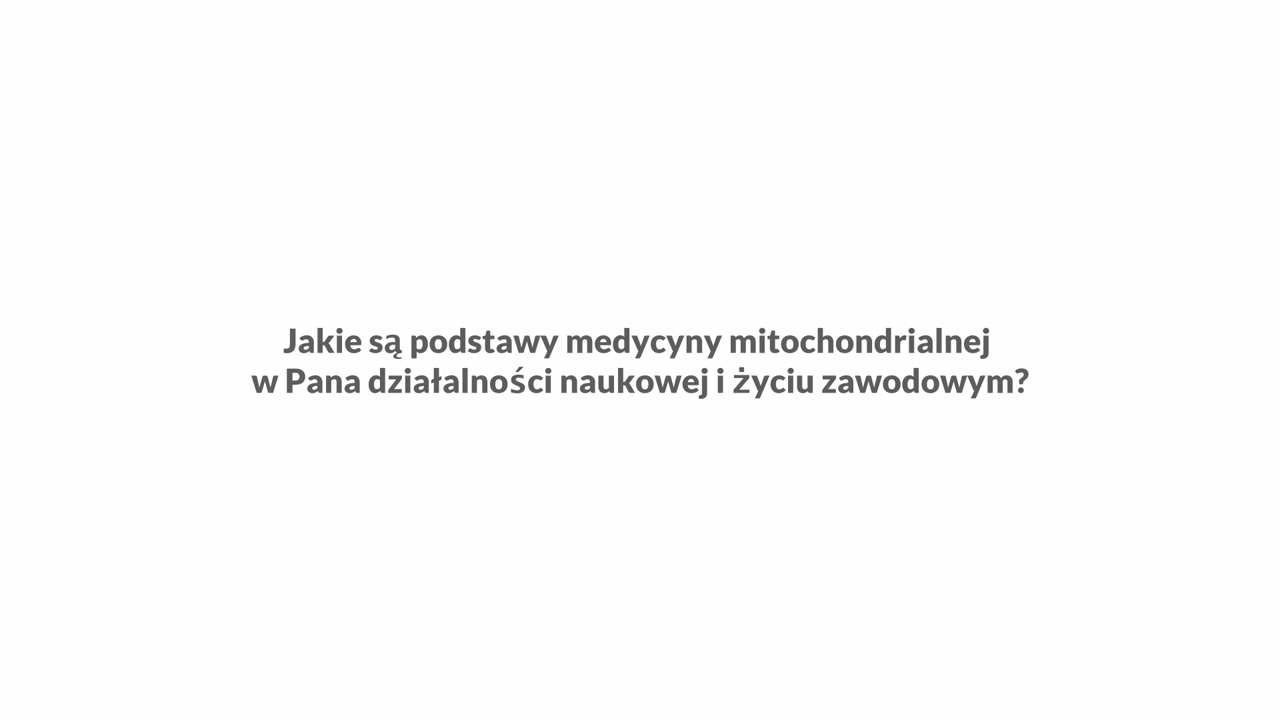 Jakie są podstawy medycyny mitochondrialnej
w Pana działalności naukowej i życiu zawodowym?